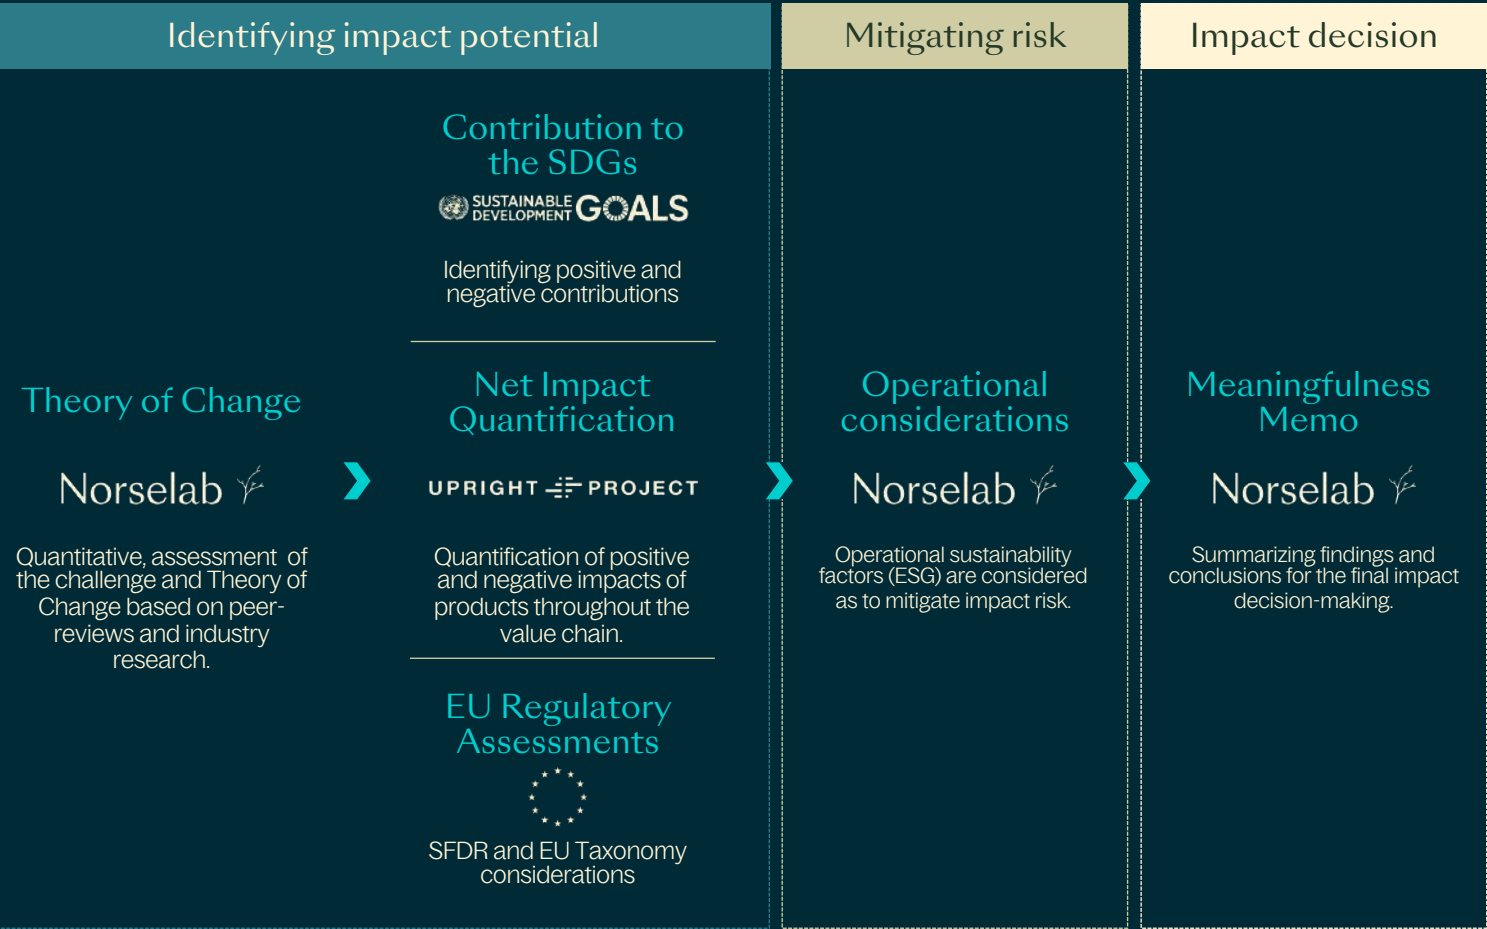 Identifying impact potential
Mitigating risk
Impact decision
Theory of Change
Norselab
Quantitative, assessment of
the challenge and Theory of
Change based on peer-
reviews and industry
research.
Contribution to
the SDGs
SUSTAINABLE
DEVELOPMENT
GOALS
Identifying positive and
negative contributions
Net Impact
Quantification
UPRIGHT PROJECT
Quantification of positive
and negative impacts of
products throughout the
value chain.
EU Regulatory
Assessments
SFDR and EU Taxonomy
considerations
Operational
considerations
Norselab
Operational sustainability
factors (ESG) are considered
as to mitigate impact risk.
Meaningfulness
Memo
Norselab
Summarizing findings and
conclusions for the final impact
decision-making.